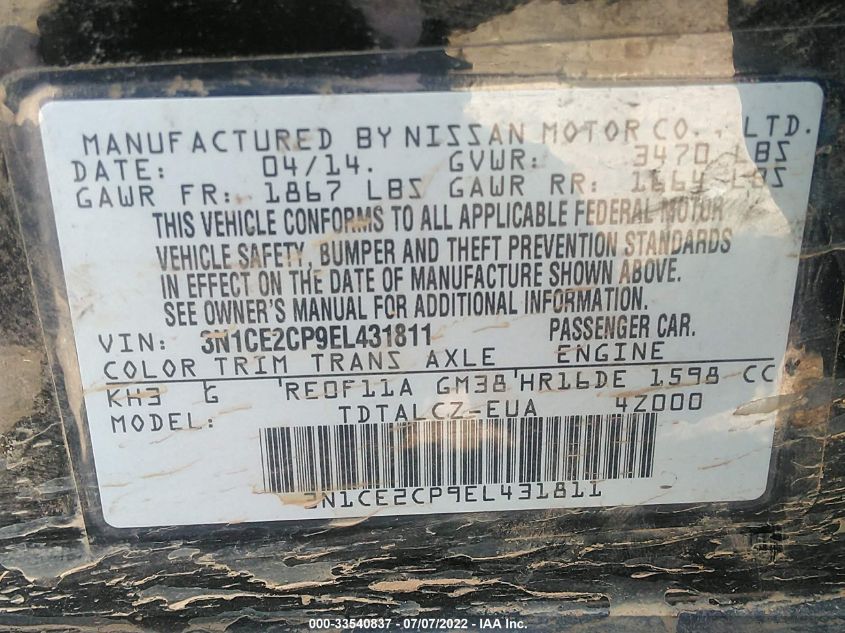 MANUFACTURED BY NISSAN MOTOR CO., LTD.
DATE: 04/14. GVWR: 3470 LBS
GAWR FR: 1867 LBS GAWR RR: 1664 LBS
THIS VEHICLE CONFORMS TO ALL APPLICABLE FEDERAL MOTOR
VEHICLE SAFETY, BUMPER AND THEFT PREVENTION STANDARDS
IN EFFECT ON THE DATE OF MANUFACTURE SHOWN ABOVE.
SEE OWNER'S MANUAL FOR ADDITIONAL INFORMATION.
VIN: 3N1CE2CP9EL431811 PASSENGER CAR.
COLOR TRIM TRANS AXLE ENGINE
KH3 G 'RE0F11A GM38'HR16DE 1598 CC
MODEL: TDTALCZ-EUA 4Z000
3N1CE2CP9EL431811
000-33540837 - 07/07/2022 - IAA Inc.